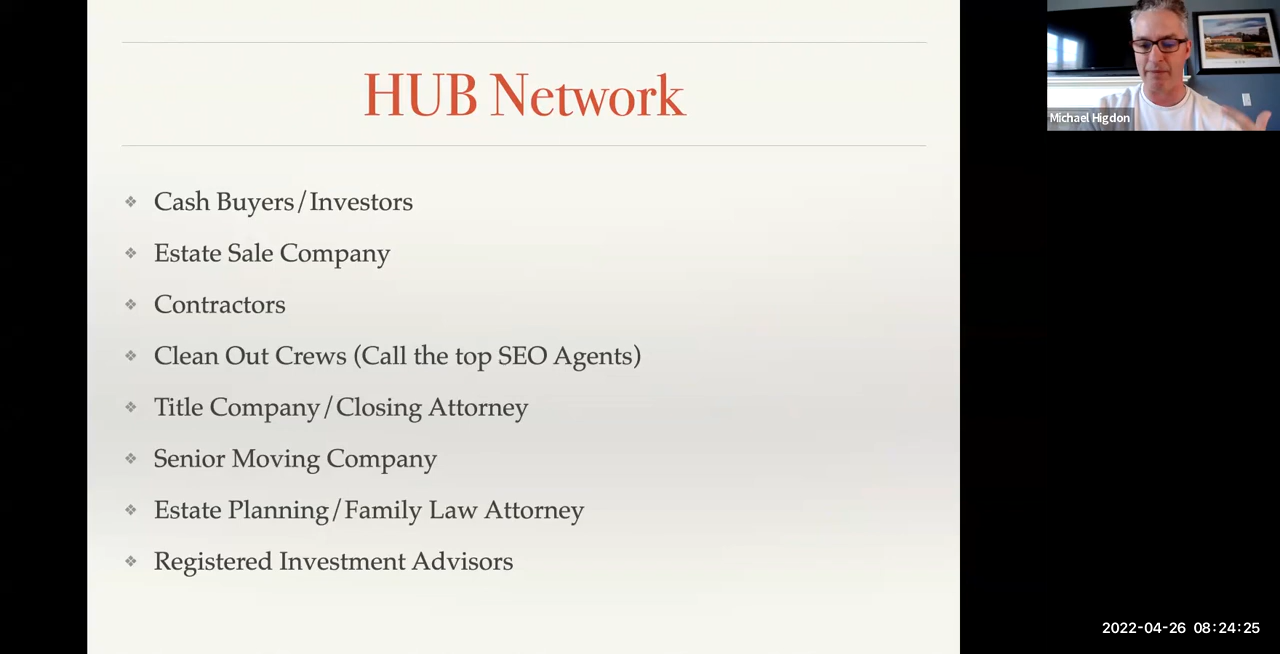 HUB Network
Cash Buyers/Investors
Estate Sale Company
Contractors
Clean Out Crews (Call the top SEO Agents)
Title Company/Closing Attorney
Senior Moving Company
Estate Planning/Family Law Attorney
Registered Investment Advisors
Michael Higdon
2022-04-26 08:24:25